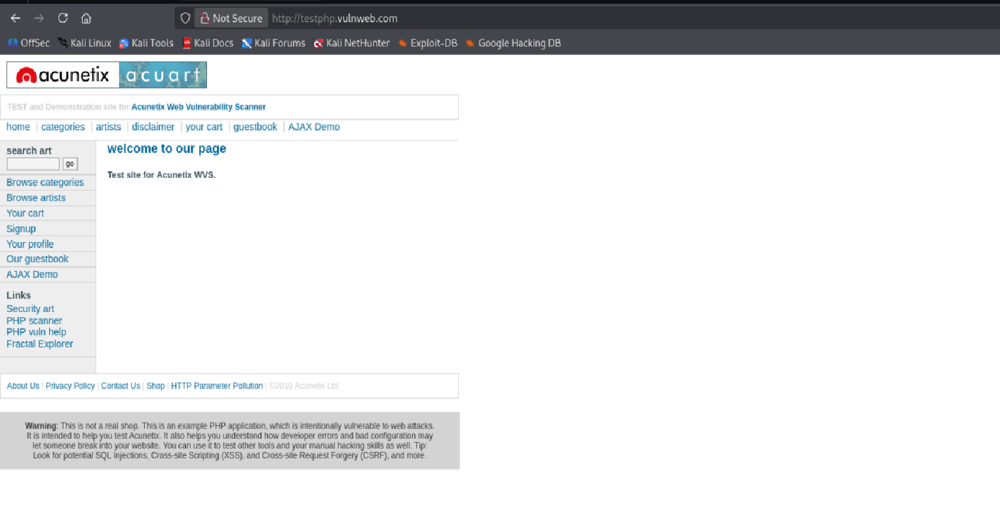 Not Secure http://testphp.vulnweb.com
OffSec Kali Linux Kali Tools Kali Docs Kali Forums Kali NetHunter Exploit-DB Google Hacking DB
acunetix acuart
TEST and Demonstration site for Acunetix Web Vulnerability Scanner
home | categories | artists | disclaimer | your cart | guestbook | AJAX Demo
search art
go
Browse categories
Browse artists
Your cart
Signup
Your profile
Our guestbook
AJAX Demo
Links
Security art
PHP scanner
PHP vuln help
Fractal Explorer
welcome to our page
Test site for Acunetix WVS.
About Us | Privacy Policy | Contact Us | Shop | HTTP Parameter Pollution | ©2019 Acunetix Ltd
Warning: This is not a real shop. This is an example PHP application, which is intentionally vulnerable to web attacks.
It is intended to help you test Acunetix. It also helps you understand how developer errors and bad configuration may
let someone break into your website. You can use it to test other tools and your manual hacking skills as well. Tip:
Look for potential SQL Injections, Cross-site Scripting (XSS), and Cross-site Request Forgery (CSRF), and more.